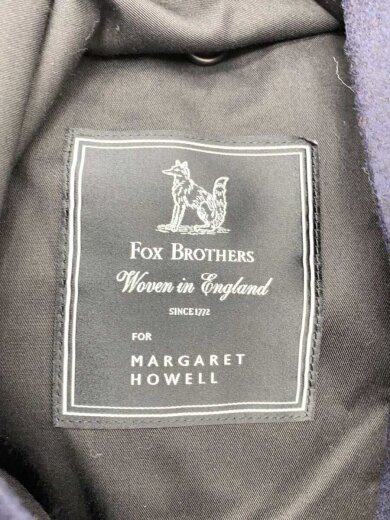 FOX BROTHERS
Woven in England
SINCE 1772
FOR
MARGARET
HOWELL